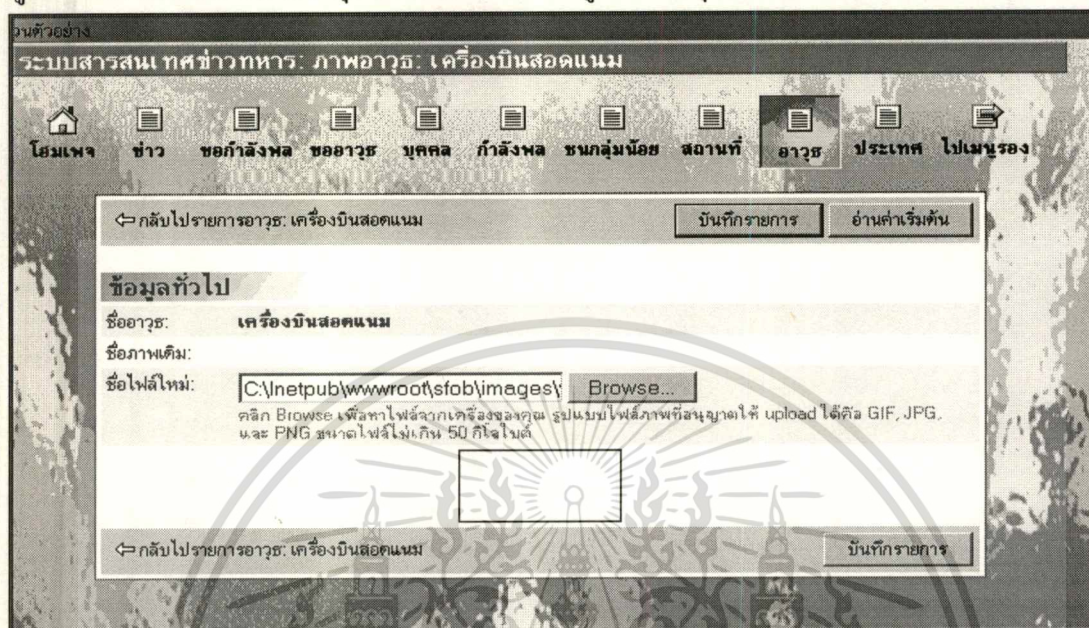 วนตัวอย่าง
ระบบสารสนเทศข่าวทหาร: ภาพอาวุธ: เครื่องบินสอดแนม
โฮมเพจ ข่าว ขอกำลังพล ขออาวุธ บุคคล กำลังพล ชนกลุ่มน้อย สถานที่ อาวุธ ประเทศ ไปเมนูรอง
กลับไปรายการอาวุธ: เครื่องบินสอดแนม บันทึกรายการ อ่านค่าเริ่มต้น
ข้อมูลทั่วไป
ชื่ออาวุธ: เครื่องบินสอดแนม
ชื่อภาพเดิม:
ชื่อไฟล์ใหม่: C:\Inetpub\wwwroot\sfob\images\ Browse...
คลิก Browse เพื่อหาไฟล์จากเครื่องของคุณ รูปแบบไฟล์ภาพที่อนุญาตให้ upload ได้คือ GIF, JPG,
และ PNG ขนาดไฟล์ไม่เกิน 50 กิโลไบต์
กลับไปรายการอาวุธ: เครื่องบินสอดแนม บันทึกรายการ